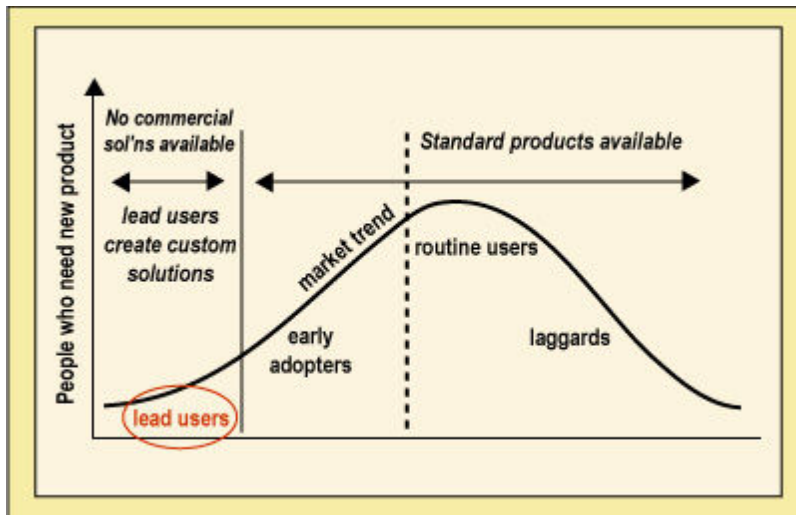 No commercial
sol'ns available
Standard products available
lead users
create custom
solutions
People who need new product
market trend
routine users
early
adopters
laggards
lead users